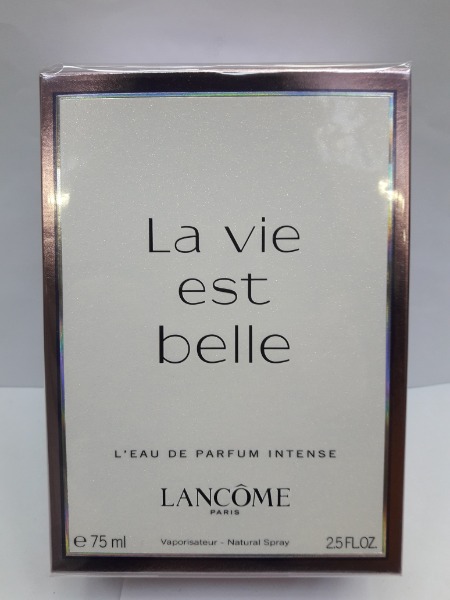 La vie
est
belle
L'EAU DE PARFUM INTENSE
LANCÔME
PARIS
℮ 75 ml Vaporisateur - Natural Spray 2.5 FL.OZ.